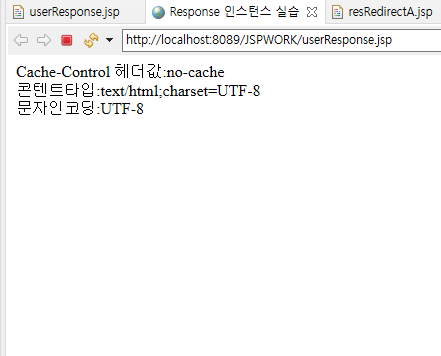 userResponse.jsp Response 인스턴스 실습 resRedirectA.jsp
http://localhost:8089/JSPWORK/userResponse.jsp
Cache-Control 헤더값:no-cache
콘텐트타입:text/html;charset=UTF-8
문자인코딩:UTF-8